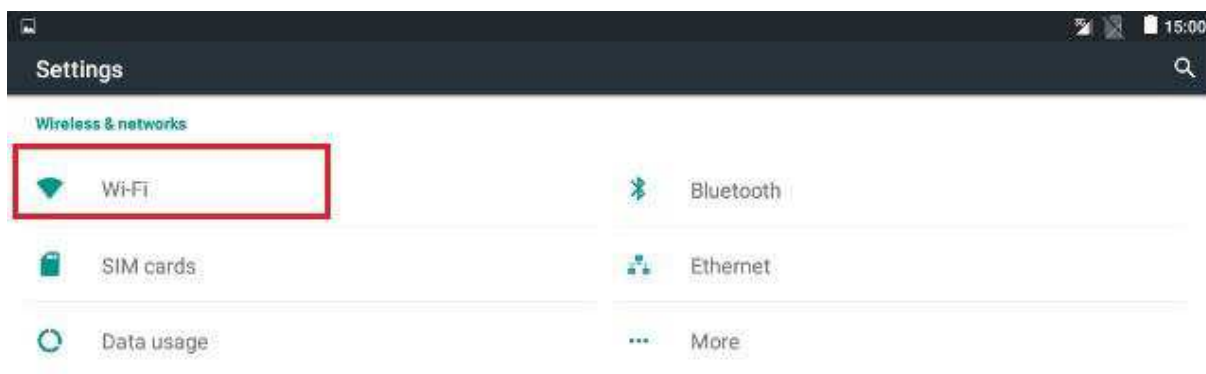 15:00
Settings
Wireless & networks
Wi-Fi
Bluetooth
SIM cards
Ethernet
Data usage
More